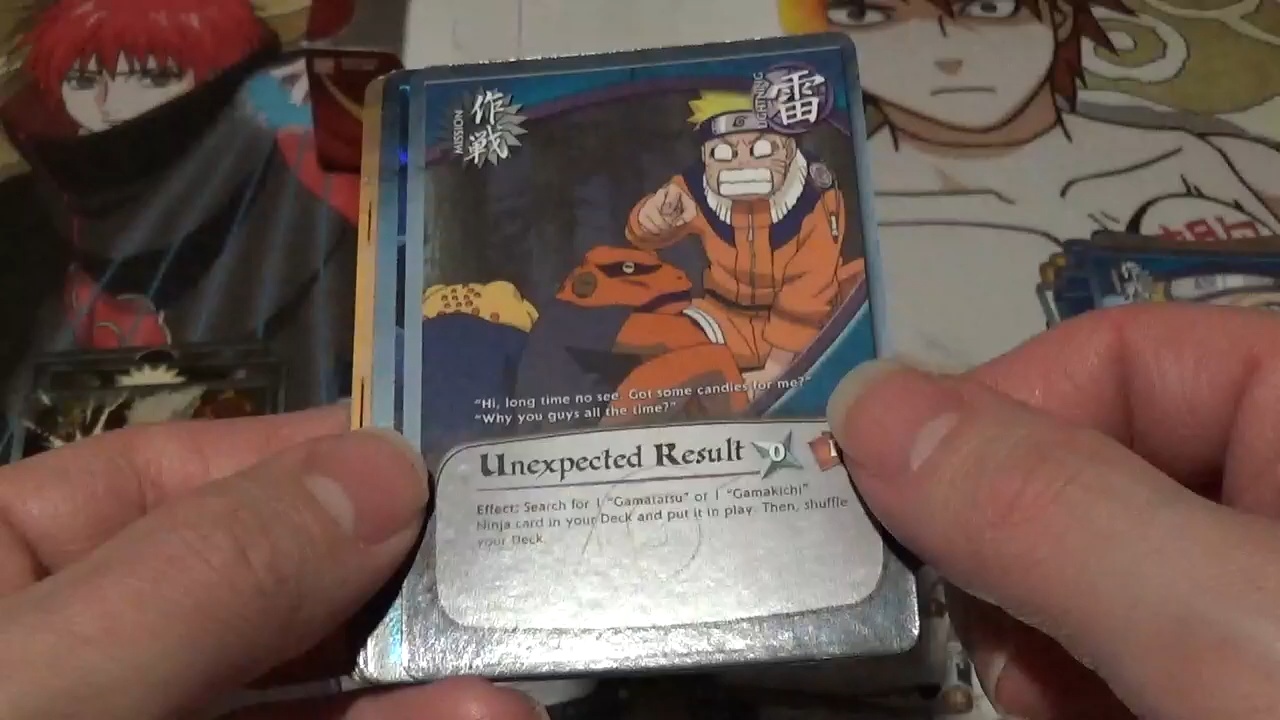 MISSION
作戦
LIGHTNING
雷
"Hi, long time no see. Got some candies for me?"
"Why you guys all the time?"
Unexpected Result 0 1
Effect: Search for 1 "Gamatatsu" or 1 "Gamakichi"
Ninja card in your Deck and put it in play. Then, shuffle
your Deck.